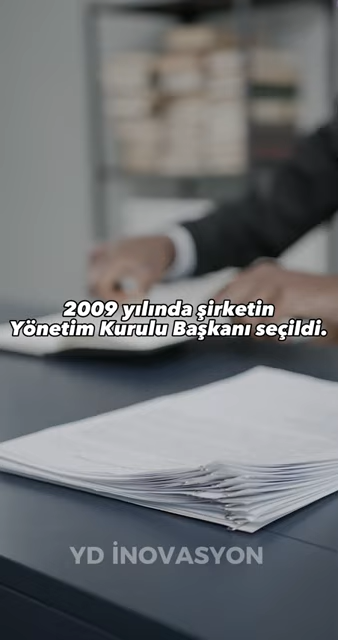 2009 yılında şirketin
Yönetim Kurulu Başkanı seçildi.
YD İNOVASYON